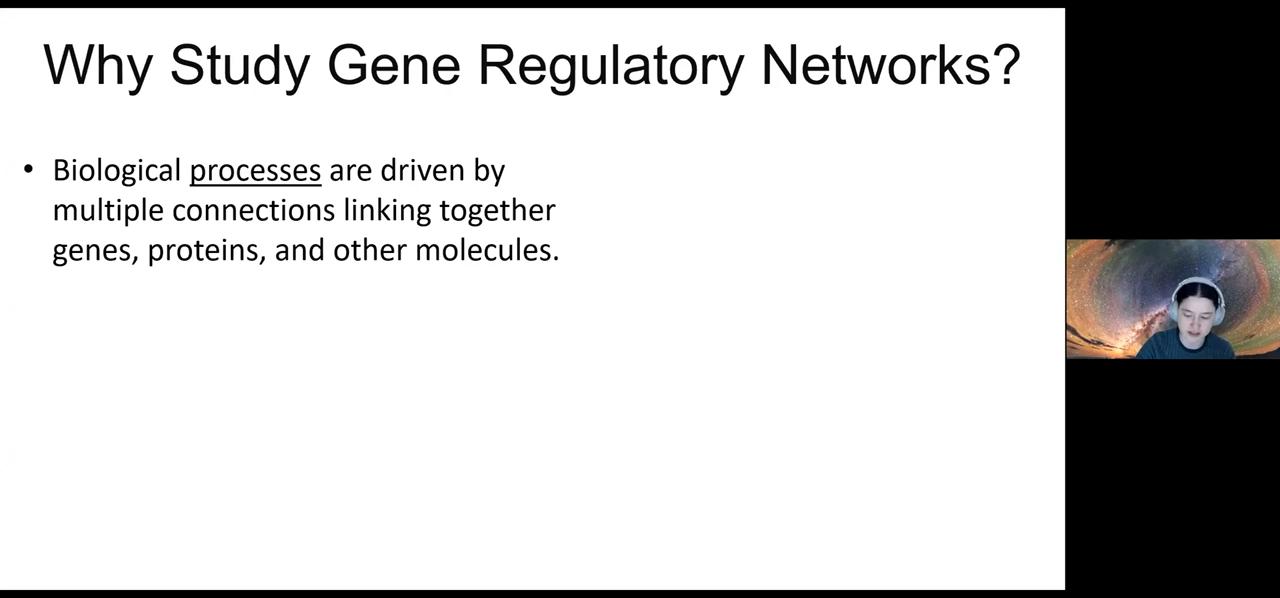 Why Study Gene Regulatory Networks?
• Biological processes are driven by
multiple connections linking together
genes, proteins, and other molecules.